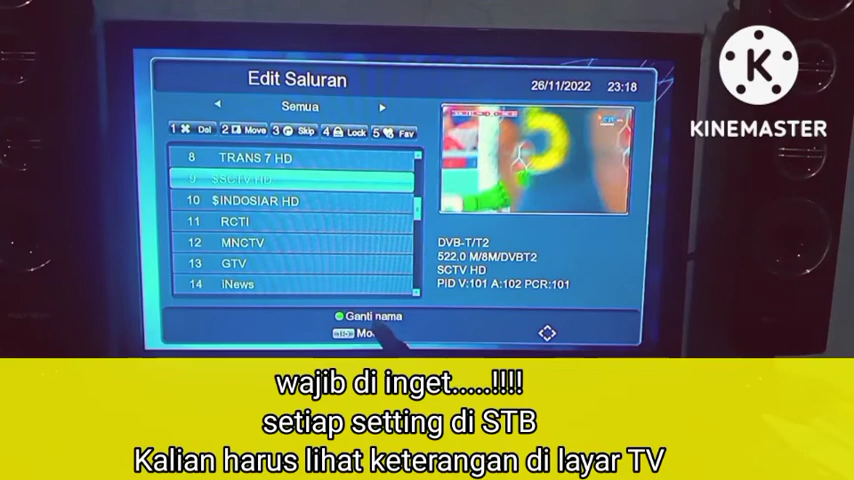 Edit Saluran
26/11/2022 23:18
Semua
1 Del 2 Move 3 Skip 4 Lock 5 Fav
8 TRANS 7 HD
9 $SCTV HD
10 $INDOSIAR HD
11 RCTI
12 MNCTV
13 GTV
14 iNews
DVB-T/T2
522.0 M/8M/DVBT2
SCTV HD
PID V:101 A:102 PCR:101
Ganti nama
K
KINEMASTER
wajib di inget.....!!!!
setiap setting di STB
Kalian harus lihat keterangan di layar TV